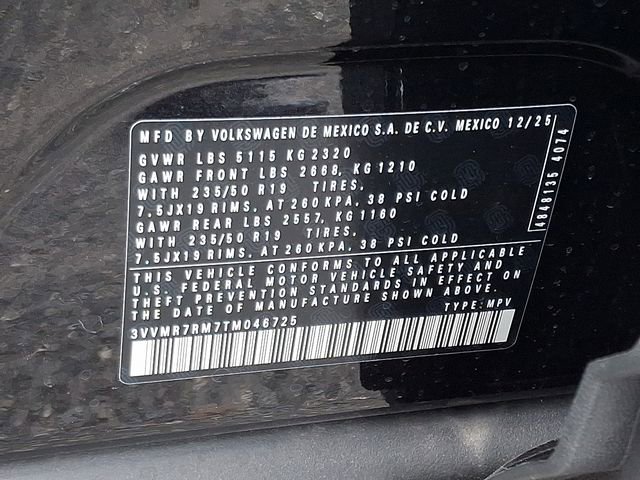 MFD BY VOLKSWAGEN DE MEXICO S.A. DE C.V. MEXICO 12/25
GVWR LBS 5115 KG 2320
GAWR FRONT LBS 2668, KG 1210
WITH 235/50 R19 TIRES,
7.5JX19 RIMS, AT 260 KPA, 38 PSI COLD
GAWR REAR LBS 2557, KG 1160
WITH 235/50 R19 TIRES,
7.5JX19 RIMS, AT 260 KPA, 38 PSI COLD
THIS VEHICLE CONFORMS TO ALL APPLICABLE
U.S. FEDERAL MOTOR VEHICLE SAFETY AND
THEFT PREVENTION STANDARDS IN EFFECT ON
THE DATE OF MANUFACTURE SHOWN ABOVE.
3VVMR7RM7TM046725 TYPE: MPV
4848135 4074